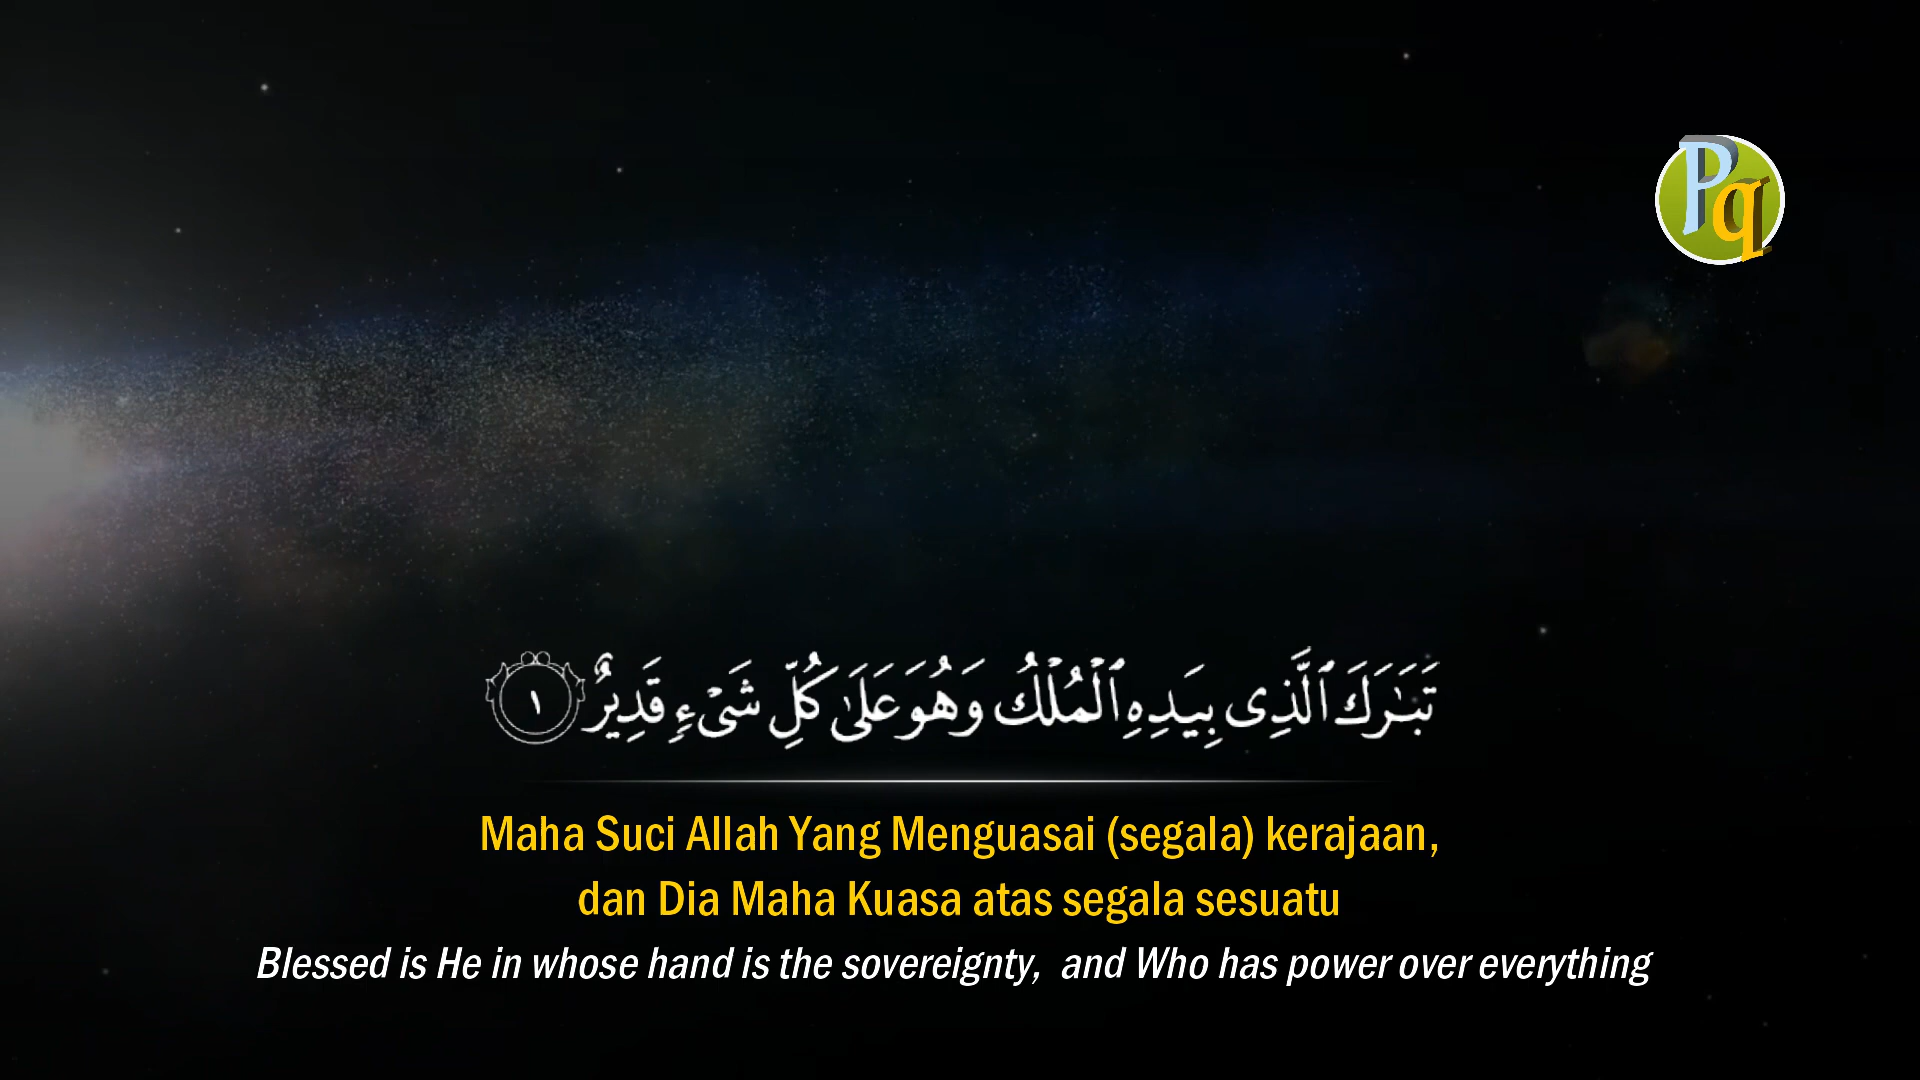 Pq
تَبَٰرَكَ ٱلَّذِى بِيَدِهِ ٱلْمُلْكُ وَهُوَ عَلَىٰ كُلِّ شَىْءٍ قَدِيرٌ ١
Maha Suci Allah Yang Menguasai (segala) kerajaan,
dan Dia Maha Kuasa atas segala sesuatu
Blessed is He in whose hand is the sovereignty,  and Who has power over everything